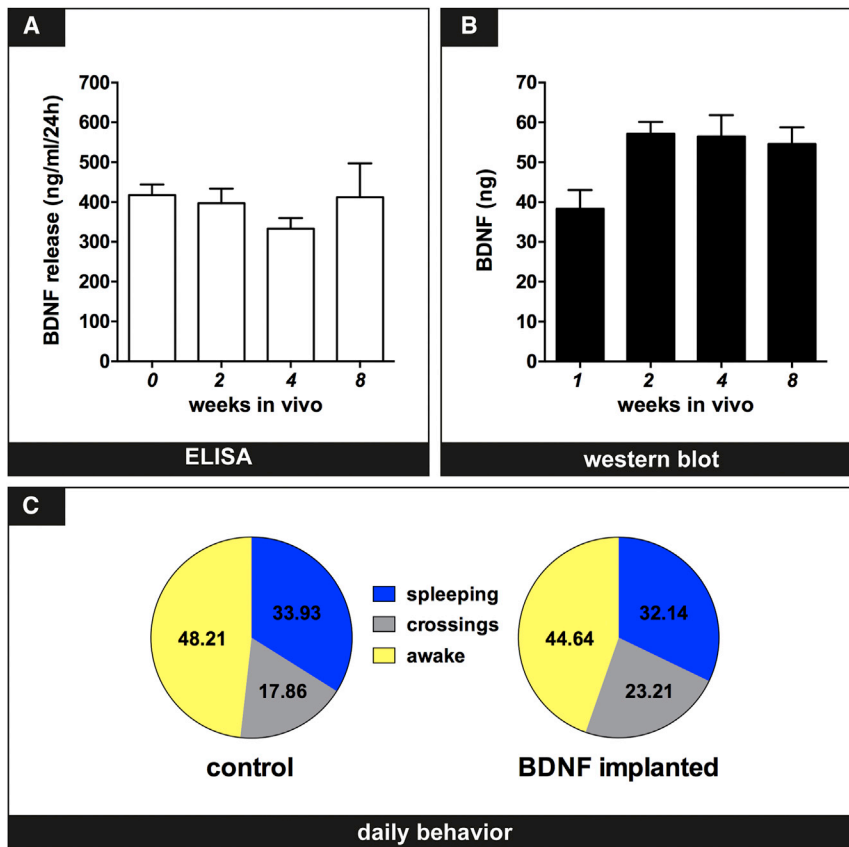 A
BDNF release (ng/ml/24h)
700
600
500
400
300
200
100
0
0 2 4 8
weeks in vivo
ELISA
B
BDNF (ng)
70
60
50
40
30
20
10
0
1 2 4 8
weeks in vivo
western blot
C
48.21
33.93
17.86
control
spleeping
crossings
awake
44.64
32.14
23.21
BDNF implanted
daily behavior